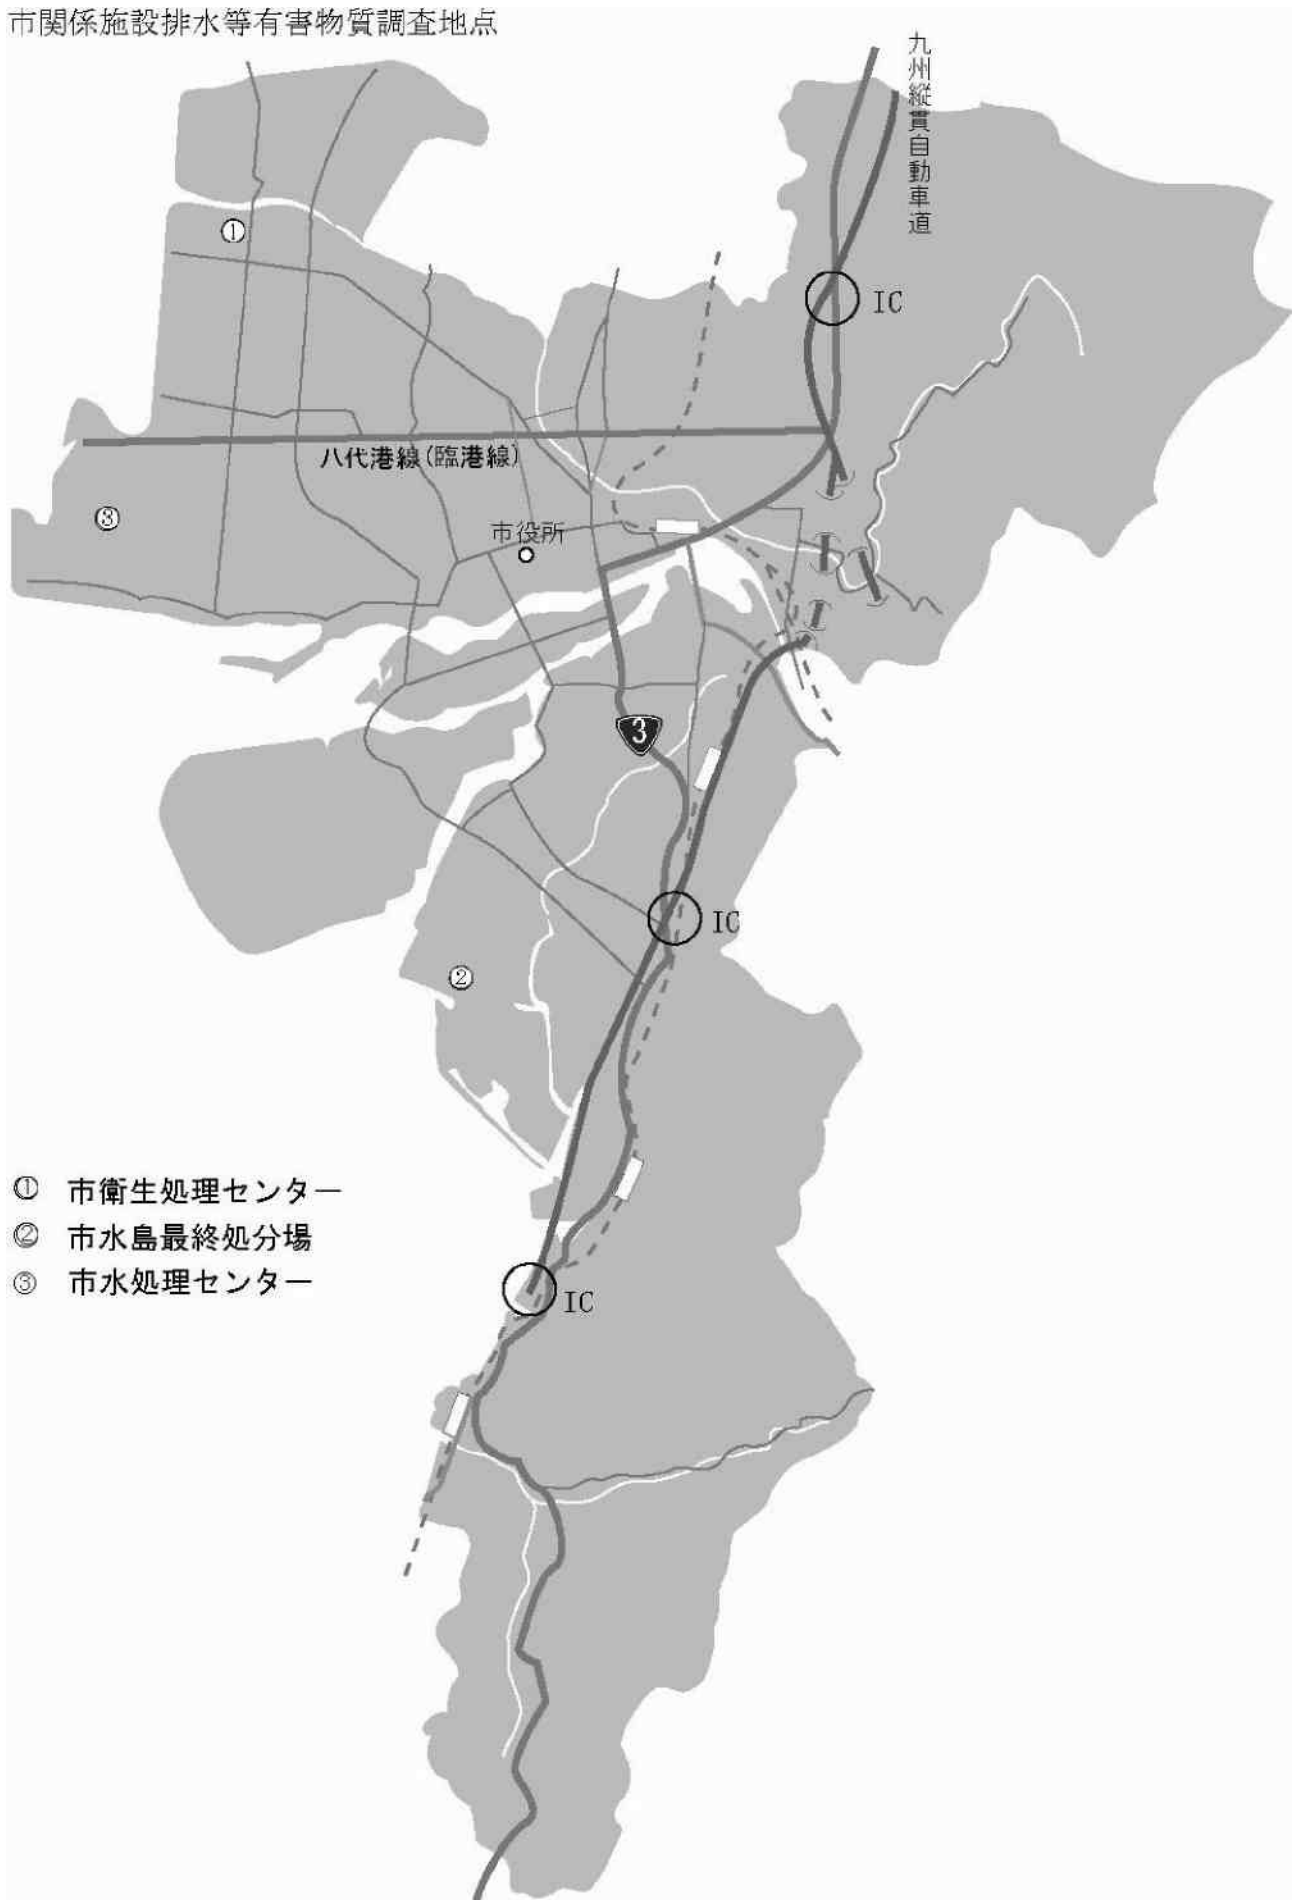 市関係施設排水等有害物質調査地点
九州縦貫自動車道
①
IC
八代港線(臨港線)
③
市役所
3
IC
②
① 市衛生処理センター
② 市水島最終処分場
③ 市水処理センター
IC